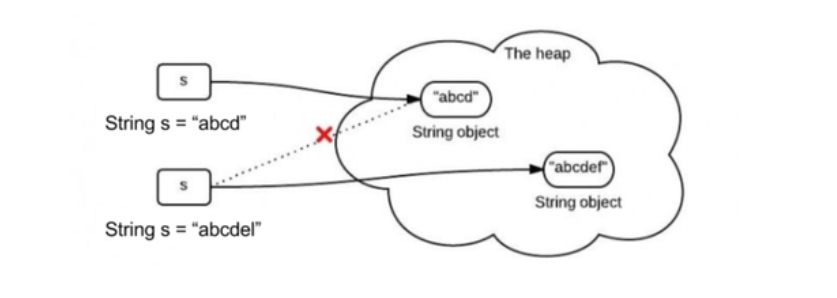 The heap
s
"abcd"
String s = “abcd”
String object
s
"abcdef"
String object
String s = “abcdel”